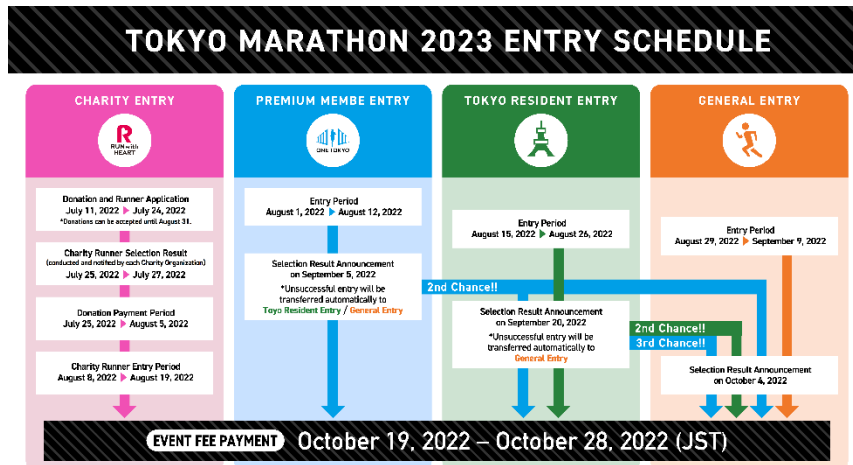 TOKYO MARATHON 2023 ENTRY SCHEDULE
CHARITY ENTRY
R
RUN with
HEART
Donation and Runner Application
July 11, 2022 ▶ July 24, 2022
*Donations can be accepted until August 31.
Charity Runner Selection Result
(conducted and notified by each Charity Organization)
July 25, 2022 ▶ July 27, 2022
Donation Payment Period
July 25, 2022 ▶ August 5, 2022
Charity Runner Entry Period
August 8, 2022 ▶ August 19, 2022
PREMIUM MEMBE ENTRY
ONE TOKYO
Entry Period
August 1, 2022 ▶ August 12, 2022
Selection Result Announcement
on September 5, 2022
*Unsuccessful entry will be
transferred automatically to
Toyo Resident Entry / General Entry
2nd Chance!!
TOKYO RESIDENT ENTRY
Entry Period
August 15, 2022 ▶ August 26, 2022
Selection Result Announcement
on September 20, 2022
*Unsuccessful entry will be
transferred automatically to
General Entry
2nd Chance!!
3rd Chance!!
GENERAL ENTRY
Entry Period
August 29, 2022 ▶ September 9, 2022
Selection Result Announcement
on October 4, 2022
EVENT FEE PAYMENT October 19, 2022 – October 28, 2022 (JST)